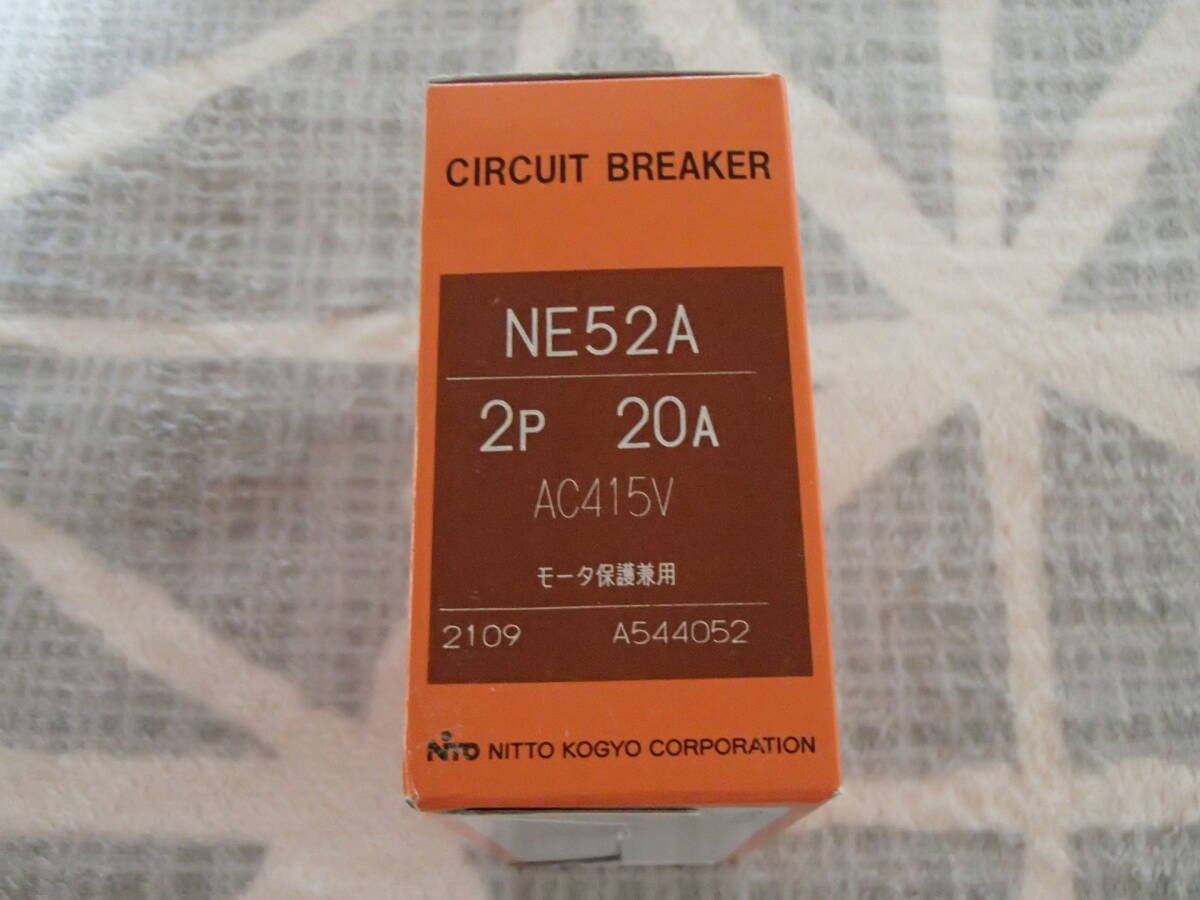 CIRCUIT BREAKER
NE52A
2P 20A
AC415V
モータ保護兼用
2109 A544052
NiTO NITTO KOGYO CORPORATION